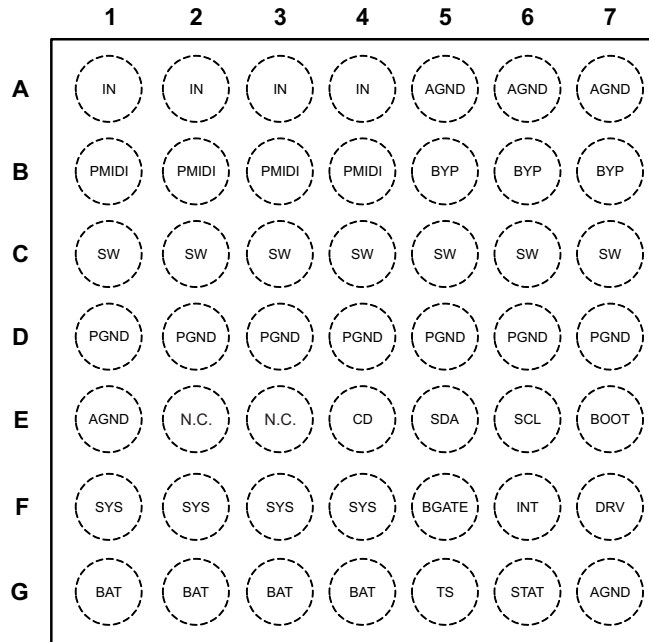 1 2 3 4 5 6 7
A IN IN IN IN AGND AGND AGND
B PMIDI PMIDI PMIDI PMIDI BYP BYP BYP
C SW SW SW SW SW SW SW
D PGND PGND PGND PGND PGND PGND PGND
E AGND N.C. N.C. CD SDA SCL BOOT
F SYS SYS SYS SYS BGATE INT DRV
G BAT BAT BAT BAT TS STAT AGND